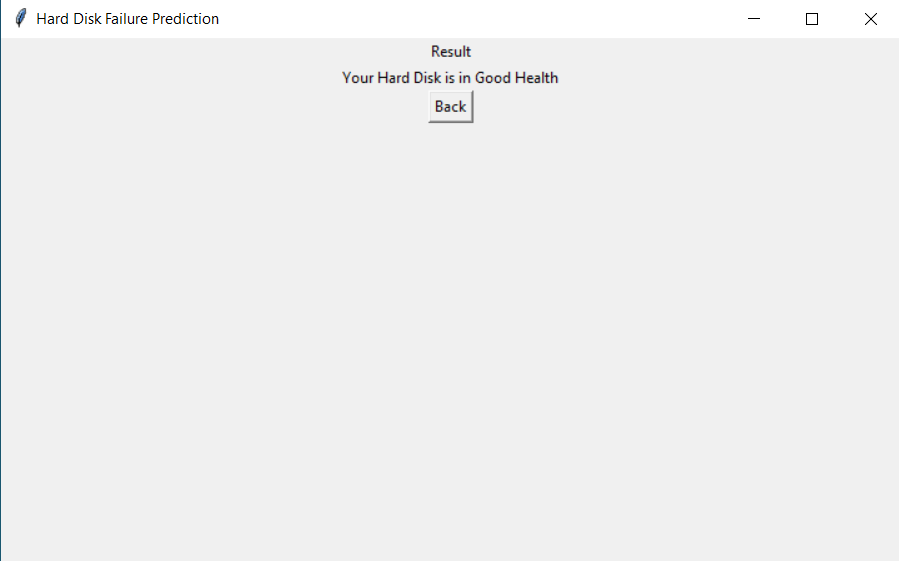 Hard Disk Failure Prediction
Result
Your Hard Disk is in Good Health
Back